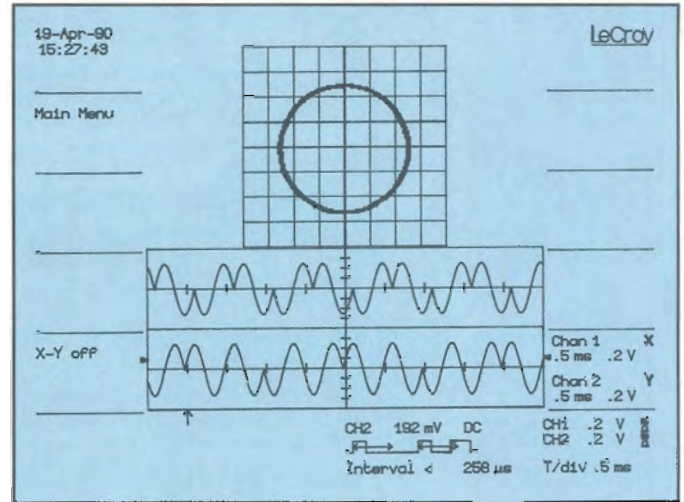 19-Apr-90
15:27:43
LeCroy
Main Menu
X-Y off
Chan 1 X
.5 ms .2 V
Chan 2 Y
.5 ms .2 V
CH2 192 mV DC
CH1 .2 V
CH2 .2 V
Interval < 258 µs
T/div .5 ms